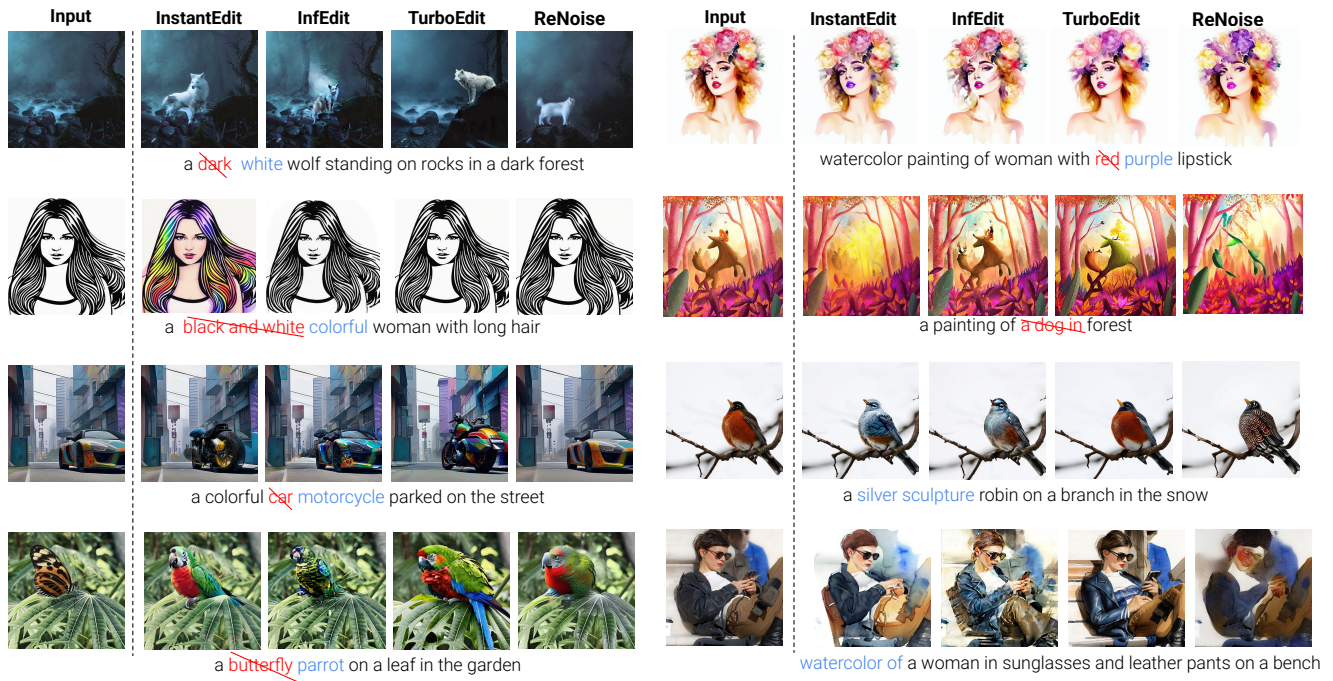 Input InstantEdit InfEdit TurboEdit ReNoise
a dark white wolf standing on rocks in a dark forest
a black and white colorful woman with long hair
a colorful car motorcycle parked on the street
a butterfly parrot on a leaf in the garden
Input InstantEdit InfEdit TurboEdit ReNoise
watercolor painting of woman with red purple lipstick
a painting of a dog in forest
a silver sculpture robin on a branch in the snow
watercolor of a woman in sunglasses and leather pants on a bench